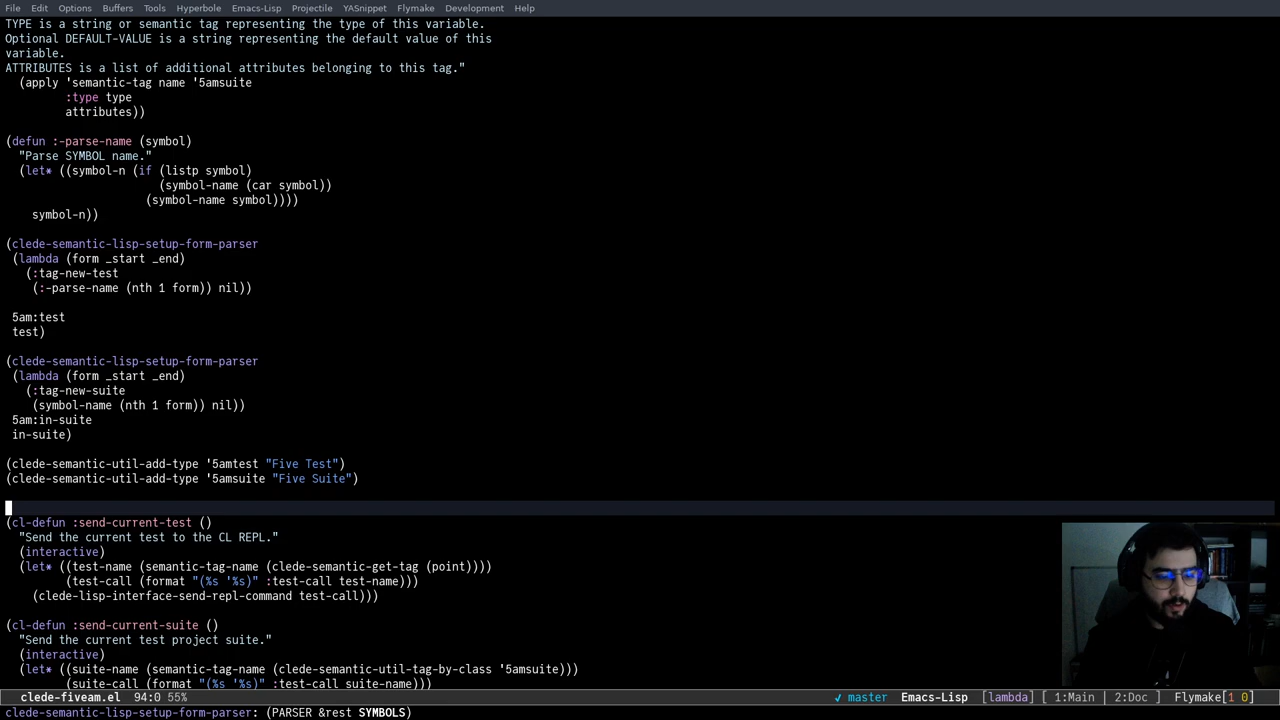 File Edit Options Buffers Tools Hyperbole Emacs-Lisp Projectile YASnippet Flymake Development Help
TYPE is a string or semantic tag representing the type of this variable.
Optional DEFAULT-VALUE is a string representing the default value of this
variable.
ATTRIBUTES is a list of additional attributes belonging to this tag."
(apply 'semantic-tag name '5amsuite
:type type
attributes))
(defun :-parse-name (symbol)
"Parse SYMBOL name."
(let* ((symbol-n (if (listp symbol)
(symbol-name (car symbol))
(symbol-name symbol))))
symbol-n))
(clede-semantic-lisp-setup-form-parser
(lambda (form _start _end)
(:tag-new-test
(:-parse-name (nth 1 form)) nil))
5am:test
test)
(clede-semantic-lisp-setup-form-parser
(lambda (form _start _end)
(:tag-new-suite
(symbol-name (nth 1 form)) nil))
5am:in-suite
in-suite)
(clede-semantic-util-add-type '5amtest "Five Test")
(clede-semantic-util-add-type '5amsuite "Five Suite")
(cl-defun :send-current-test ()
"Send the current test to the CL REPL."
(interactive)
(let* ((test-name (semantic-tag-name (clede-semantic-get-tag (point))))
(test-call (format "(%s '%s)" :test-call test-name)))
(clede-lisp-interface-send-repl-command test-call)))
(cl-defun :send-current-suite ()
"Send the current test project suite."
(interactive)
(let* ((suite-name (semantic-tag-name (clede-semantic-util-tag-by-class '5amsuite)))
(suite-call (format "(%s '%s)" :test-call suite-name)))
clede-fiveam.el 94:0 55% ✓ master Emacs-Lisp [lambda] [ 1:Main | 2:Doc ] Flymake[1 0]
clede-semantic-lisp-setup-form-parser: (PARSER &rest SYMBOLS)